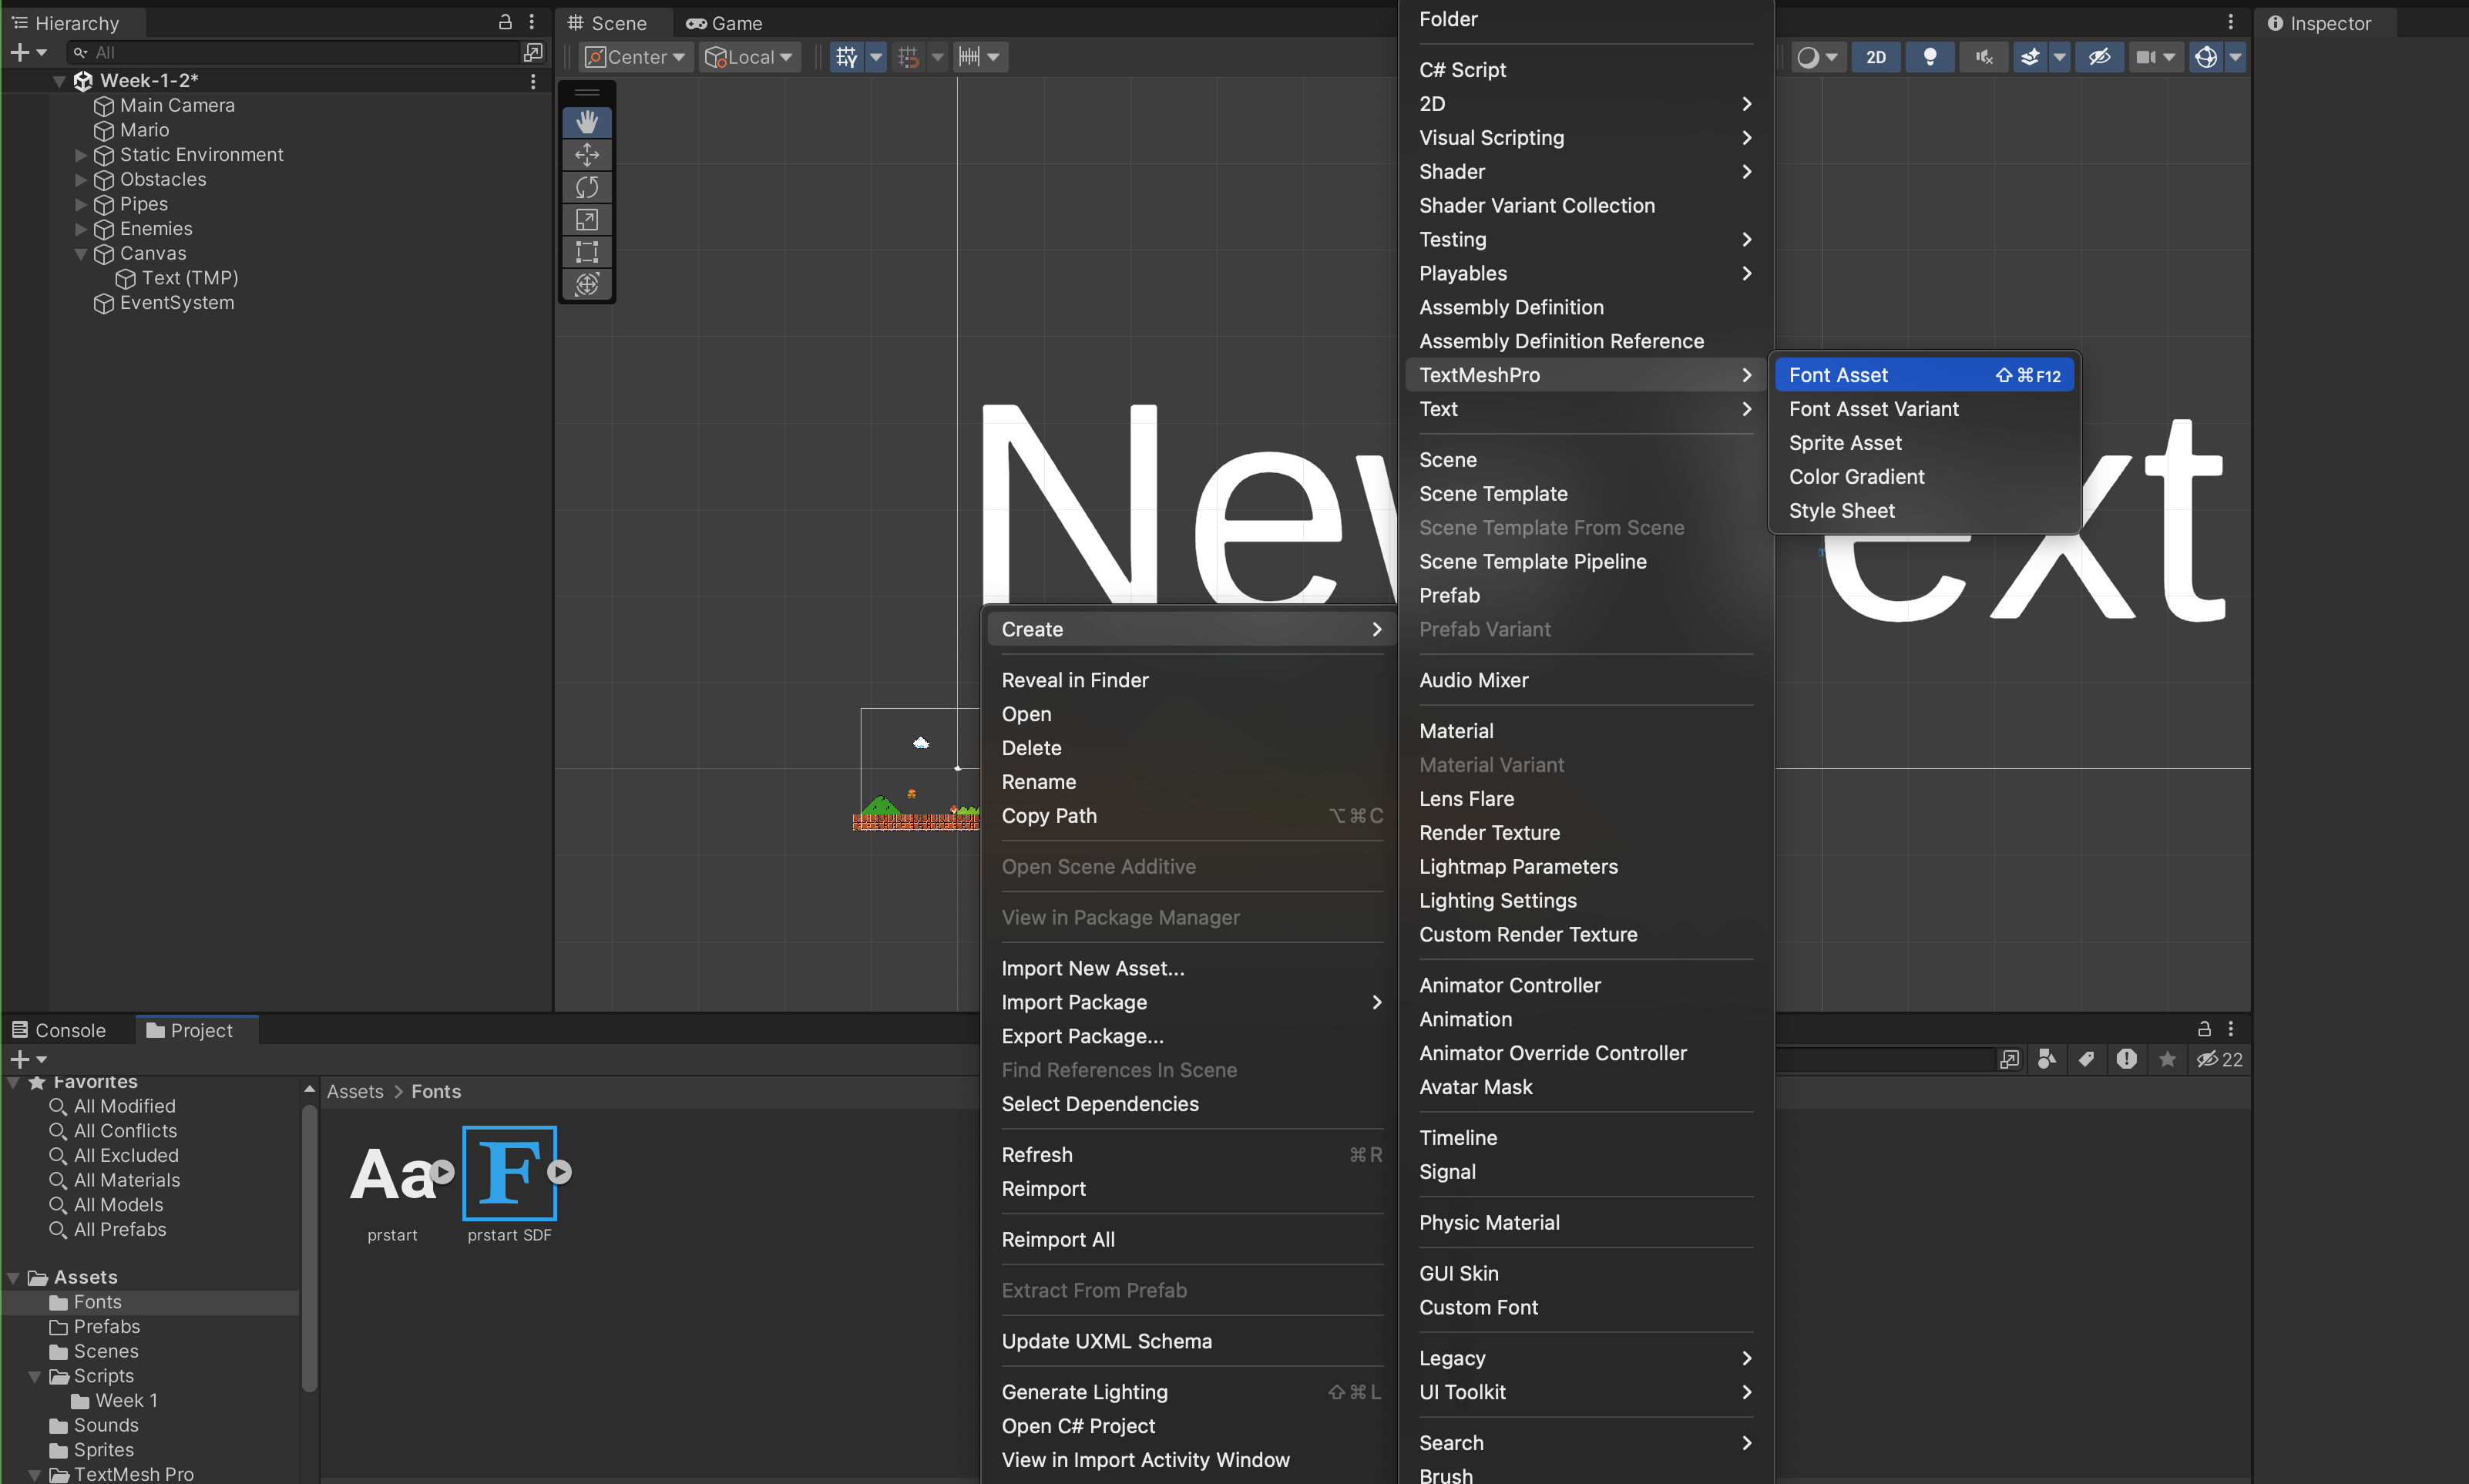 Hierarchy
All
Week-1-2*
Main Camera
Mario
Static Environment
Obstacles
Pipes
Enemies
Canvas
Text (TMP)
EventSystem
Scene
Game
Center
Local
2D
Inspector
New
ext
Folder
C# Script
2D
Visual Scripting
Shader
Shader Variant Collection
Testing
Playables
Assembly Definition
Assembly Definition Reference
TextMeshPro
Text
Scene
Scene Template
Scene Template From Scene
Scene Template Pipeline
Prefab
Prefab Variant
Audio Mixer
Material
Material Variant
Lens Flare
Render Texture
Lightmap Parameters
Lighting Settings
Custom Render Texture
Animator Controller
Animation
Animator Override Controller
Avatar Mask
Timeline
Signal
Physic Material
GUI Skin
Custom Font
Legacy
UI Toolkit
Search
Brush
Font Asset ⇧⌘F12
Font Asset Variant
Sprite Asset
Color Gradient
Style Sheet
Create
Reveal in Finder
Open
Delete
Rename
Copy Path ⌥⌘C
Open Scene Additive
View in Package Manager
Import New Asset...
Import Package
Export Package...
Find References In Scene
Select Dependencies
Refresh ⌘R
Reimport
Reimport All
Extract From Prefab
Update UXML Schema
Generate Lighting ⇧⌘L
Open C# Project
View in Import Activity Window
Console
Project
22
Favorites
All Modified
All Conflicts
All Excluded
All Materials
All Models
All Prefabs
Assets
Fonts
Prefabs
Scenes
Scripts
Week 1
Sounds
Sprites
TextMesh Pro
Assets > Fonts
Aa
F
prstart
prstart SDF